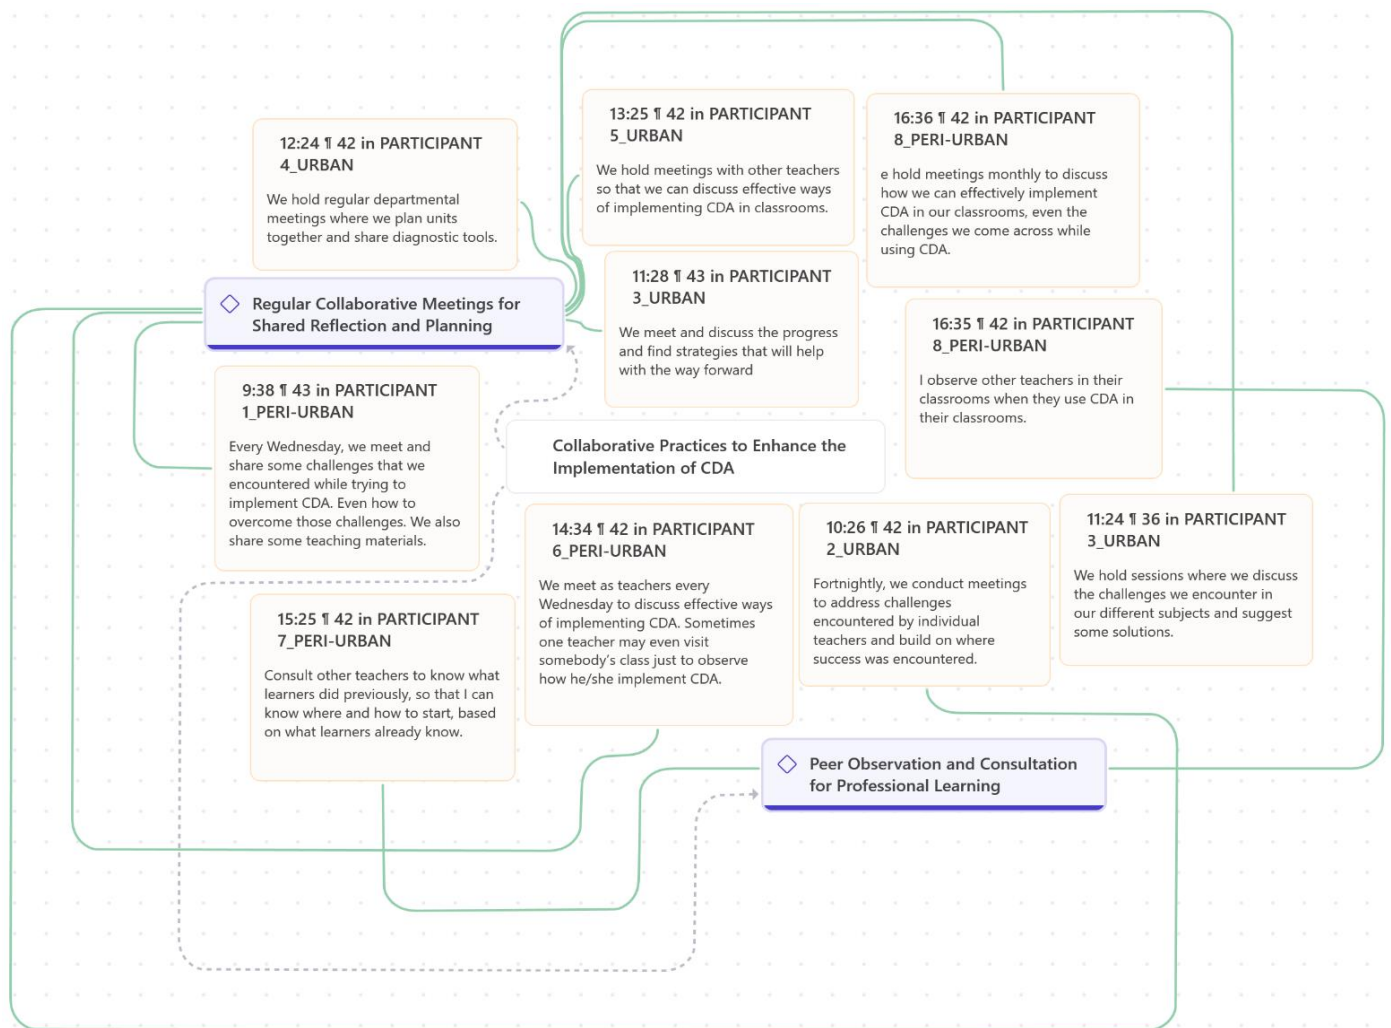 12:24 ¶ 42 in PARTICIPANT
4_URBAN
We hold regular departmental
meetings where we plan units
together and share diagnostic tools.
13:25 ¶ 42 in PARTICIPANT
5_URBAN
We hold meetings with other teachers
so that we can discuss effective ways
of implementing CDA in classrooms.
16:36 ¶ 42 in PARTICIPANT
8_PERI-URBAN
e hold meetings monthly to discuss
how we can effectively implement
CDA in our classrooms, even the
challenges we come across while
using CDA.
Regular Collaborative Meetings for
Shared Reflection and Planning
11:28 ¶ 43 in PARTICIPANT
3_URBAN
We meet and discuss the progress
and find strategies that will help
with the way forward
16:35 ¶ 42 in PARTICIPANT
8_PERI-URBAN
I observe other teachers in their
classrooms when they use CDA in
their classrooms.
9:38 ¶ 43 in PARTICIPANT
1_PERI-URBAN
Every Wednesday, we meet and
share some challenges that we
encountered while trying to
implement CDA. Even how to
overcome those challenges. We also
share some teaching materials.
Collaborative Practices to Enhance the
Implementation of CDA
14:34 ¶ 42 in PARTICIPANT
6_PERI-URBAN
We meet as teachers every
Wednesday to discuss effective ways
of implementing CDA. Sometimes
one teacher may even visit
somebody's class just to observe
how he/she implement CDA.
10:26 ¶ 42 in PARTICIPANT
2_URBAN
Fortnightly, we conduct meetings
to address challenges
encountered by individual
teachers and build on where
success was encountered.
11:24 ¶ 36 in PARTICIPANT
3_URBAN
We hold sessions where we discuss
the challenges we encounter in
our different subjects and suggest
some solutions.
15:25 ¶ 42 in PARTICIPANT
7_PERI-URBAN
Consult other teachers to know what
learners did previously, so that I can
know where and how to start, based
on what learners already know.
Peer Observation and Consultation
for Professional Learning